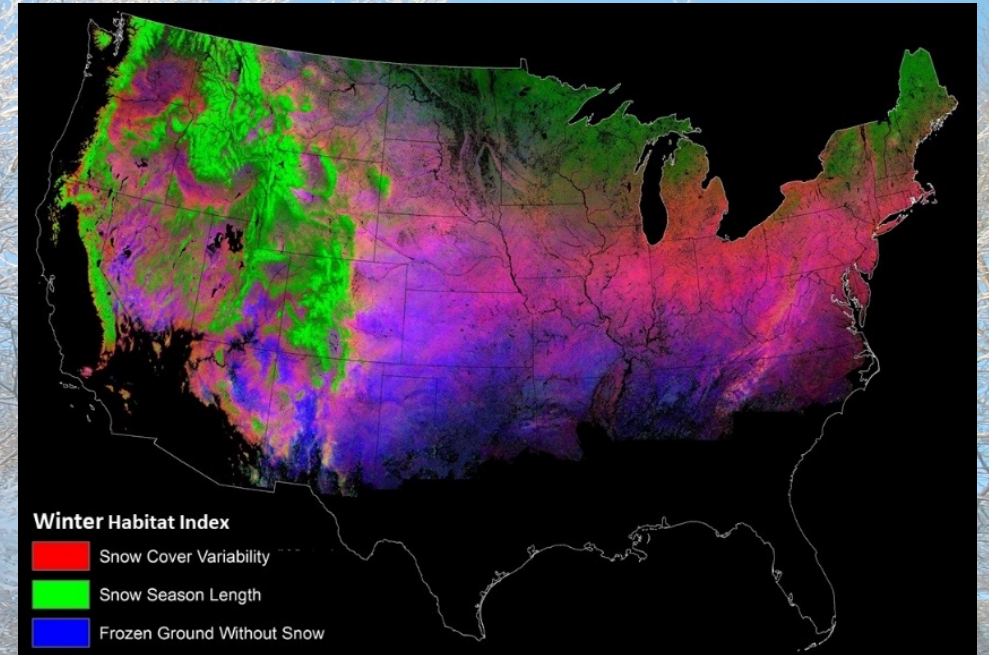 Winter Habitat Index
Snow Cover Variability
Snow Season Length
Frozen Ground Without Snow